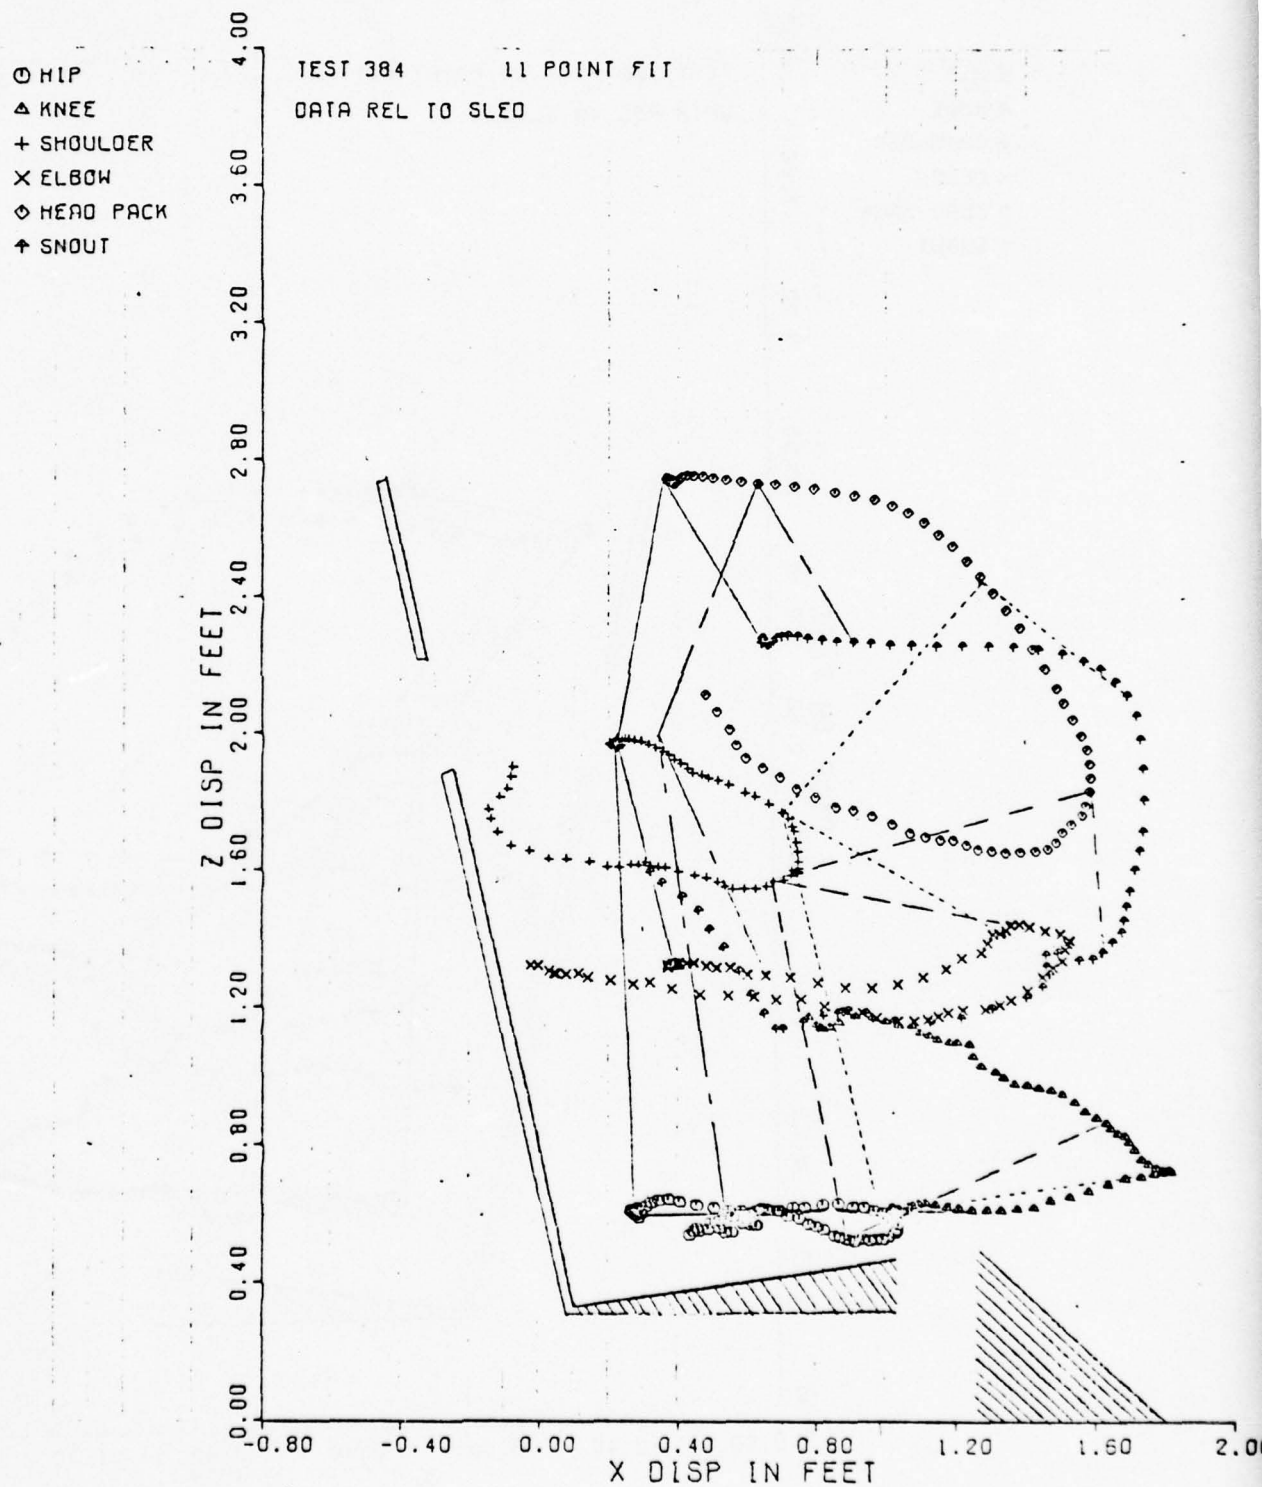 HIP
KNEE
SHOULDER
ELBOW
HEAD PACK
SNOUT
TEST 384 11 POINT FIT
DATA REL TO SLED
Z DISP IN FEET
4.00
3.60
3.20
2.80
2.40
2.00
1.60
1.20
0.80
0.40
0.00
-0.80 -0.40 0.00 0.40 0.80 1.20 1.60 2.00
X DISP IN FEET